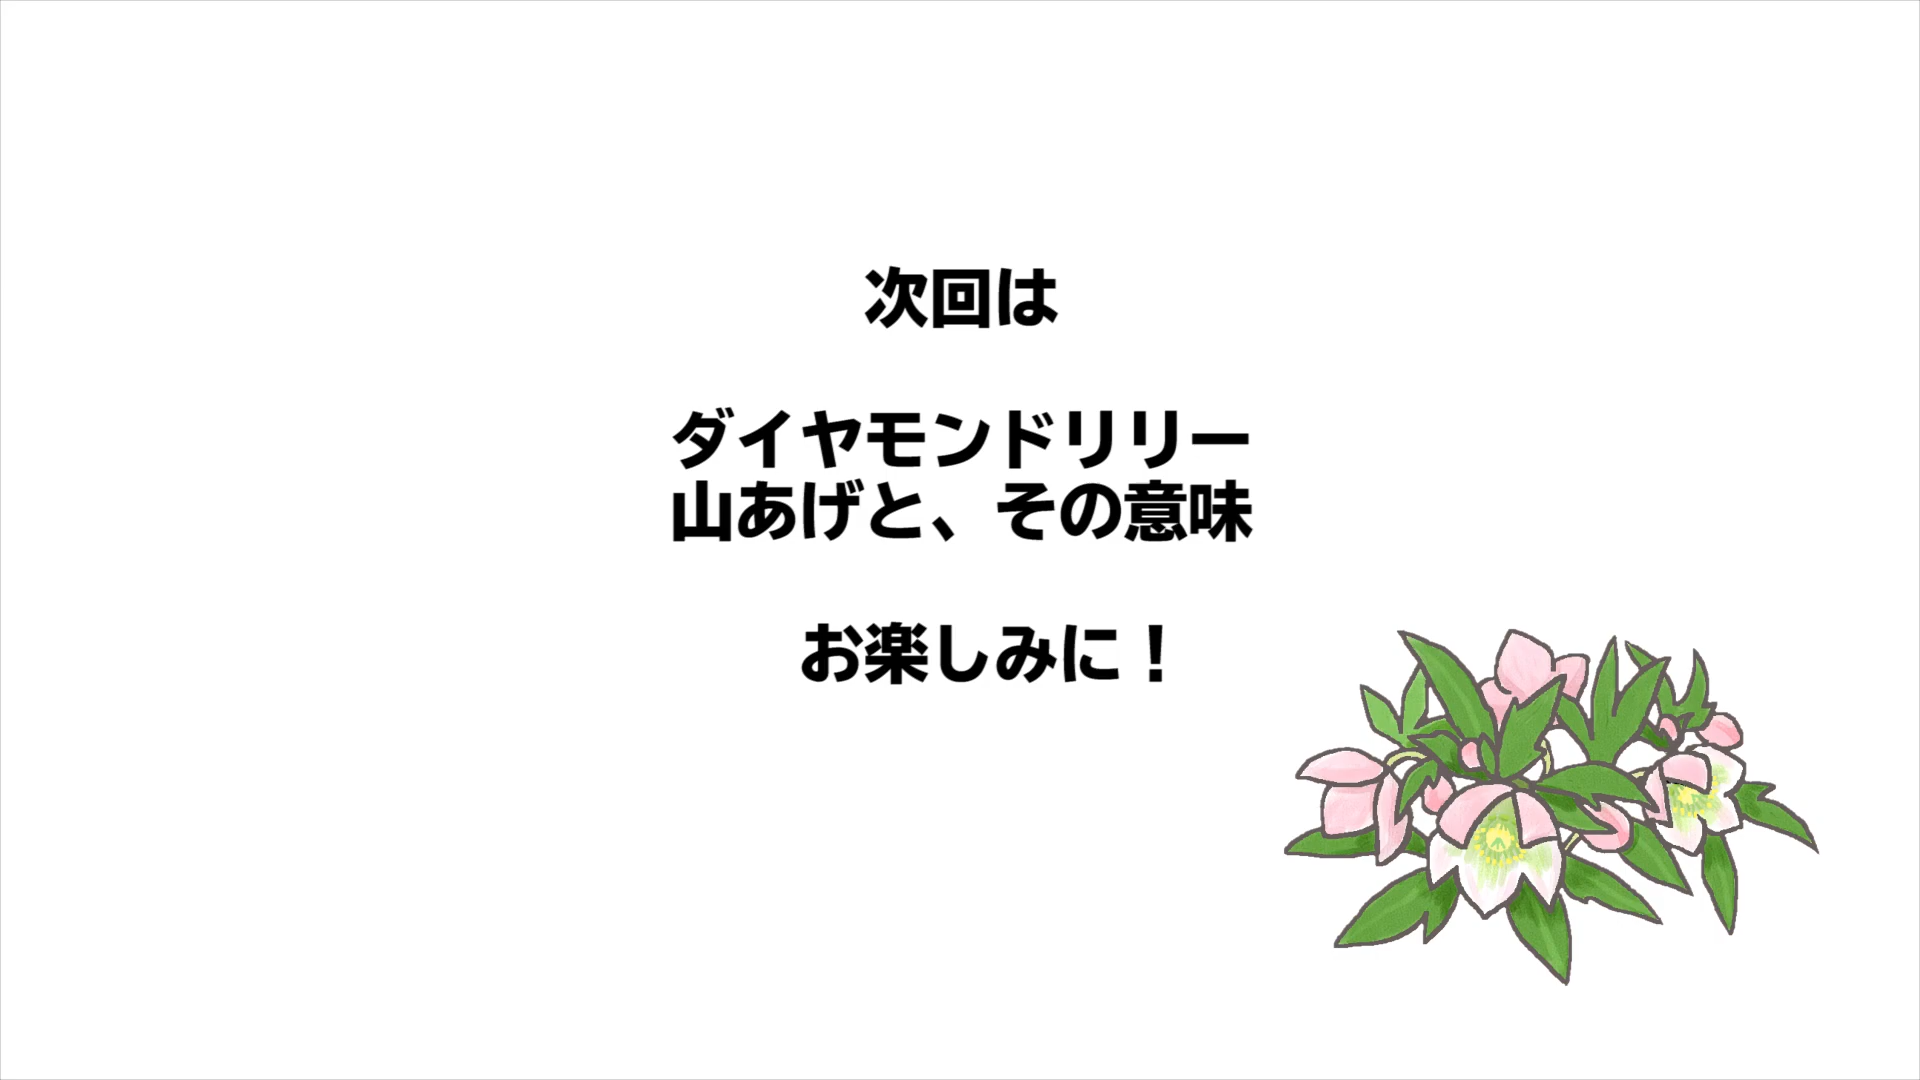 次回は
ダイヤモンドリリー
山あげと、その意味
お楽しみに！